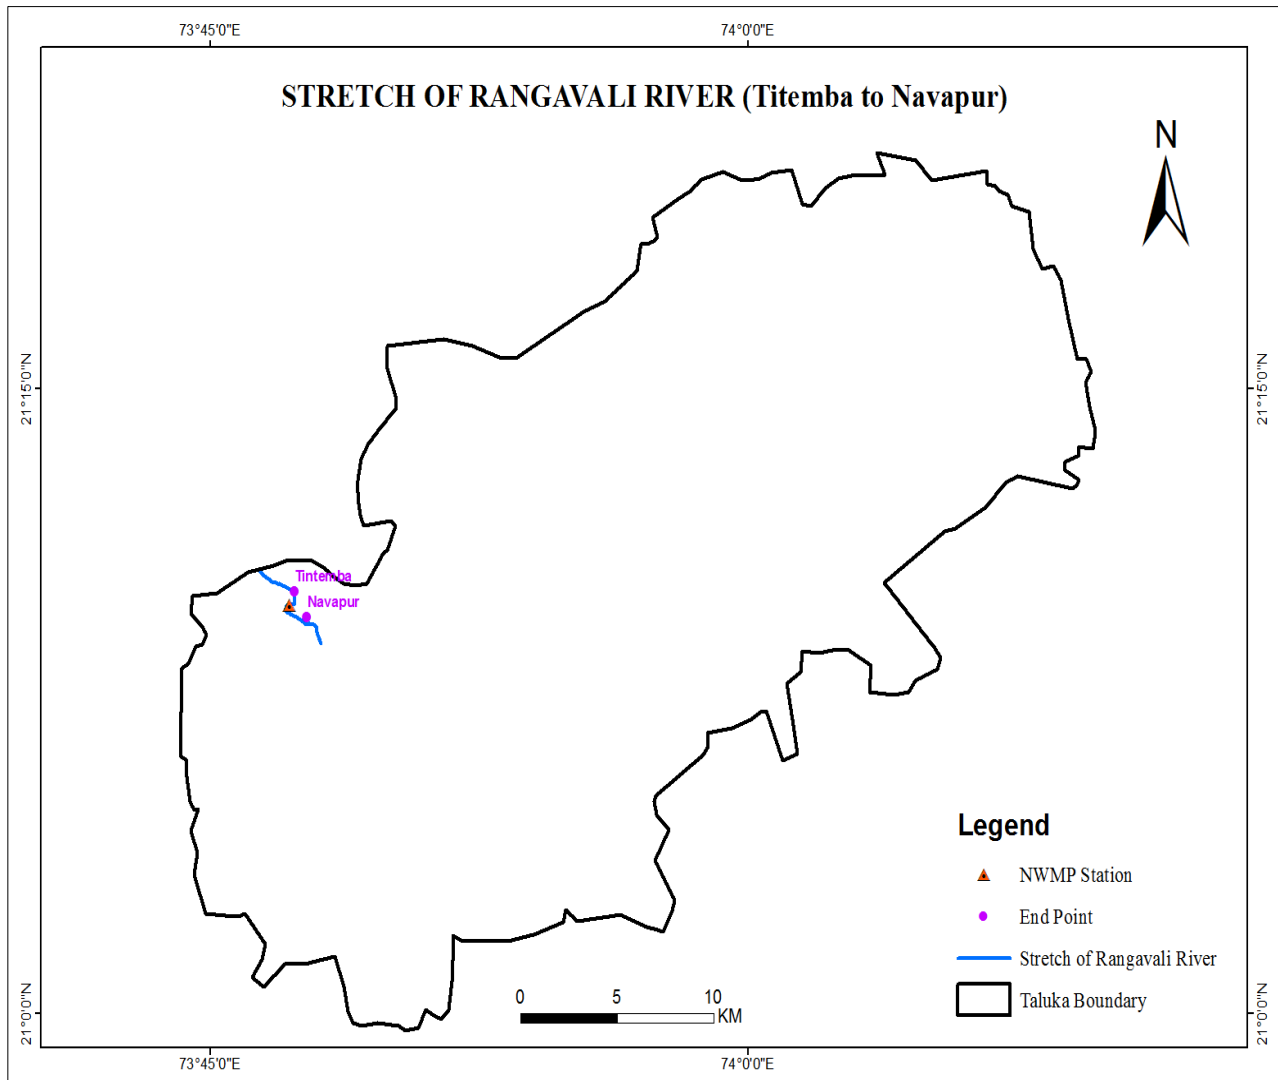 73°45'0"E 74°0'0"E
STRETCH OF RANGAVALI RIVER (Titemba to Navapur)
N
21°15'0"N 21°15'0"N
Tintemba
Navapur
Legend
NWMP Station
End Point
Stretch of Rangavali River
Taluka Boundary
0 5 10
KM
21°0'0"N 21°0'0"N
73°45'0"E 74°0'0"E